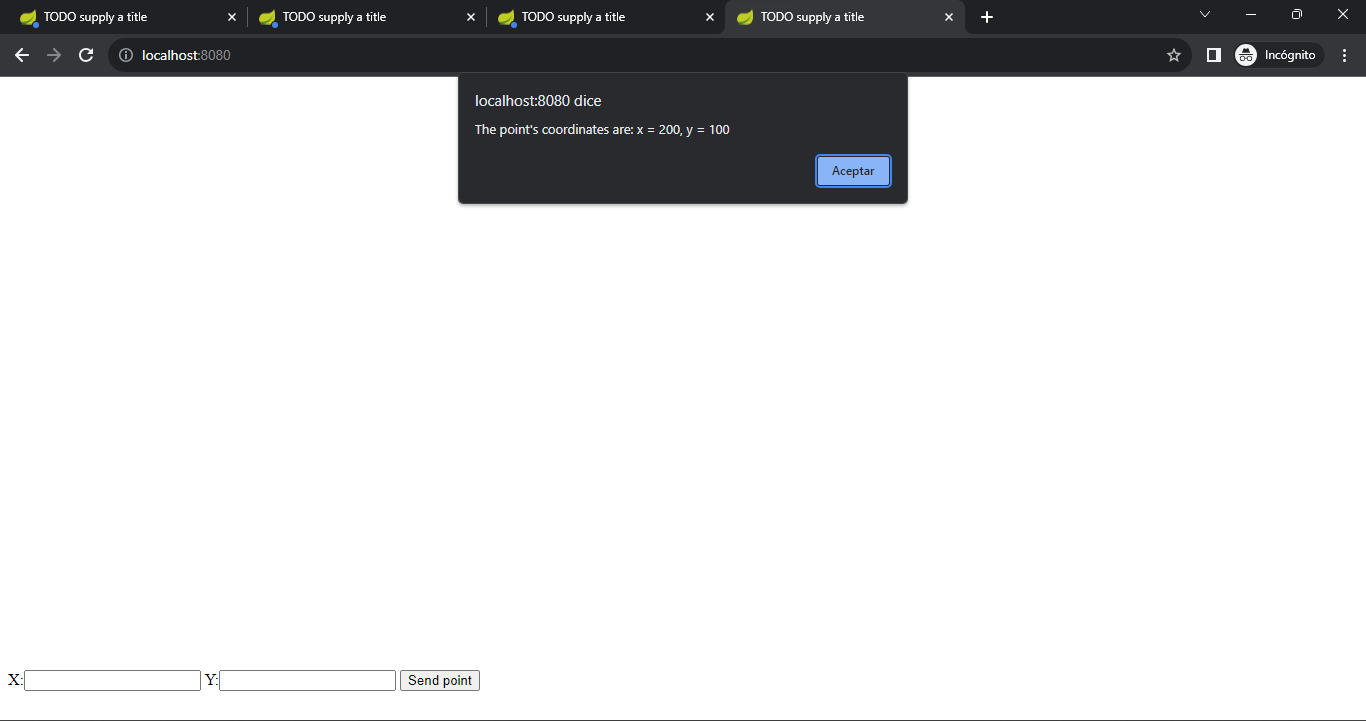 TODO supply a title
TODO supply a title
TODO supply a title
TODO supply a title
localhost:8080
Incógnito
localhost:8080 dice
The point's coordinates are: x = 200, y = 100
Aceptar
X: Y: Send point